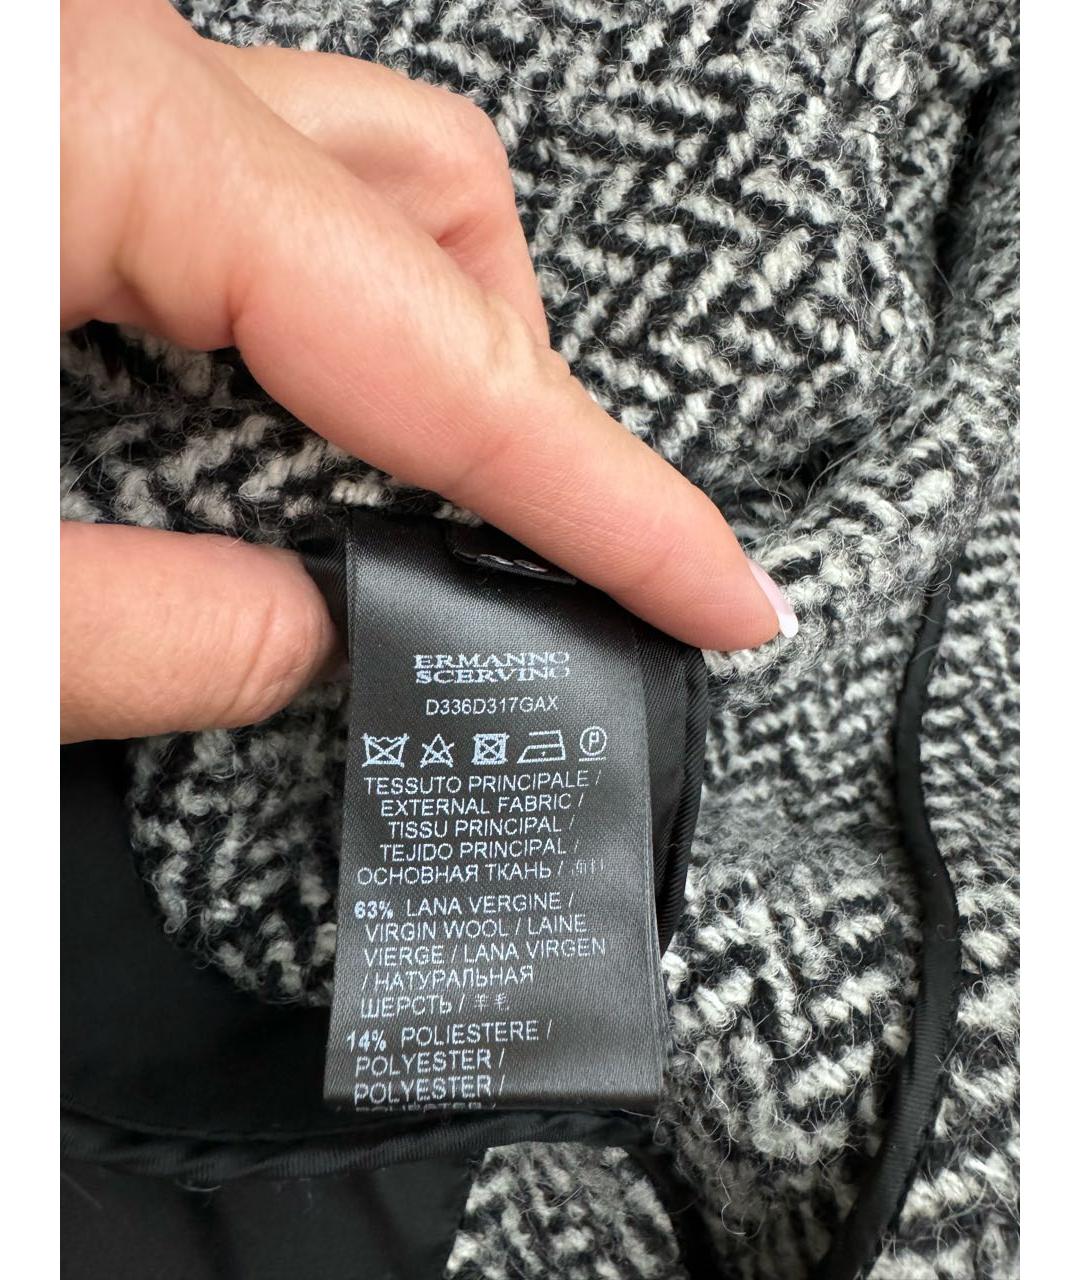 ERMANNO
SCERVINO
D336D317GAX
P
TESSUTO PRINCIPALE /
EXTERNAL FABRIC /
TISSU PRINCIPAL /
TEJIDO PRINCIPAL /
ОСНОВНАЯ ТКАНЬ /
63% LANA VERGINE /
VIRGIN WOOL / LAINE
VIERGE / LANA VIRGEN
/ НАТУРАЛЬНАЯ
ШЕРСТЬ / 羊毛
14% POLIESTERE /
POLYESTER /
POLYESTER /